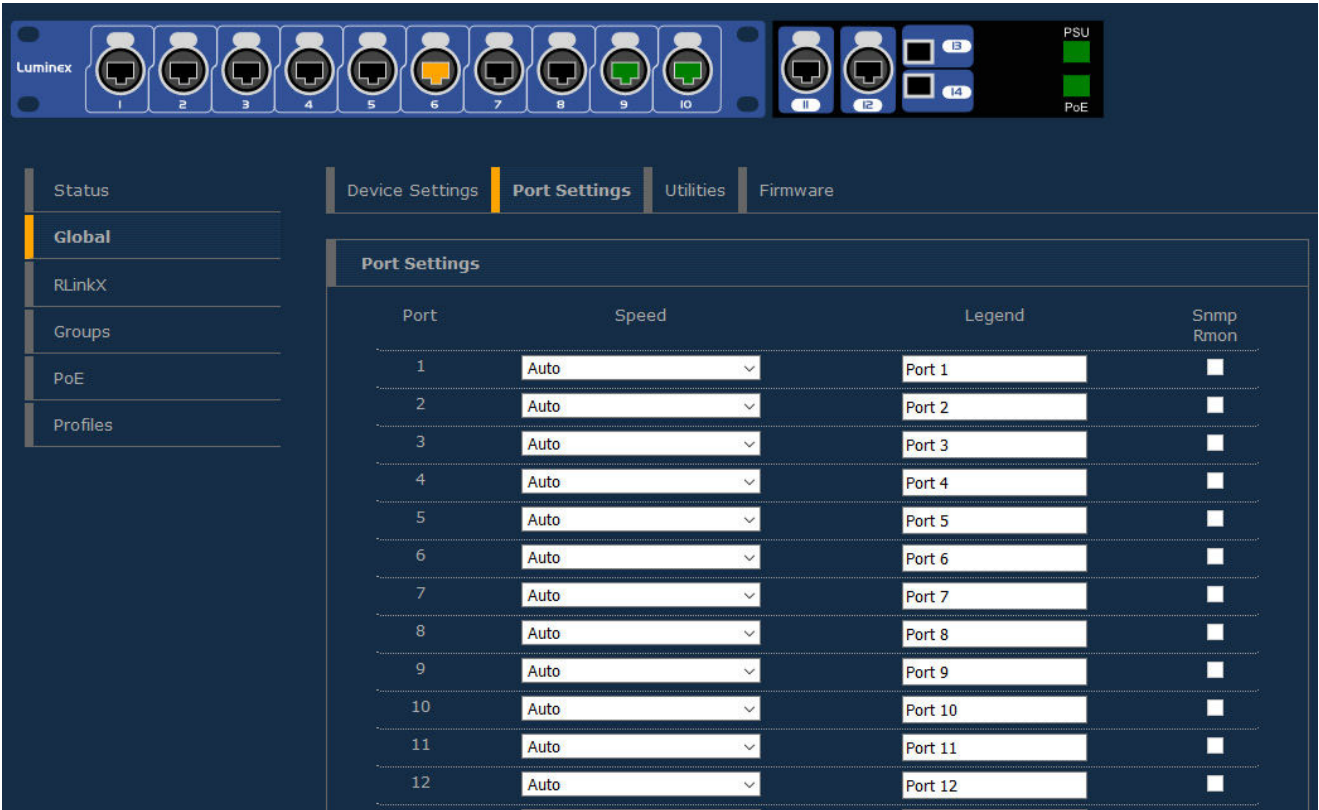 PSU
Luminex
1 2 3 4 5 6 7 8 9 10 11 12 13 14
PoE
Status
Global
RLinkX
Groups
PoE
Profiles
Device Settings Port Settings Utilities Firmware
Port Settings
Port Speed Legend Snmp Rmon
1 Auto Port 1
2 Auto Port 2
3 Auto Port 3
4 Auto Port 4
5 Auto Port 5
6 Auto Port 6
7 Auto Port 7
8 Auto Port 8
9 Auto Port 9
10 Auto Port 10
11 Auto Port 11
12 Auto Port 12